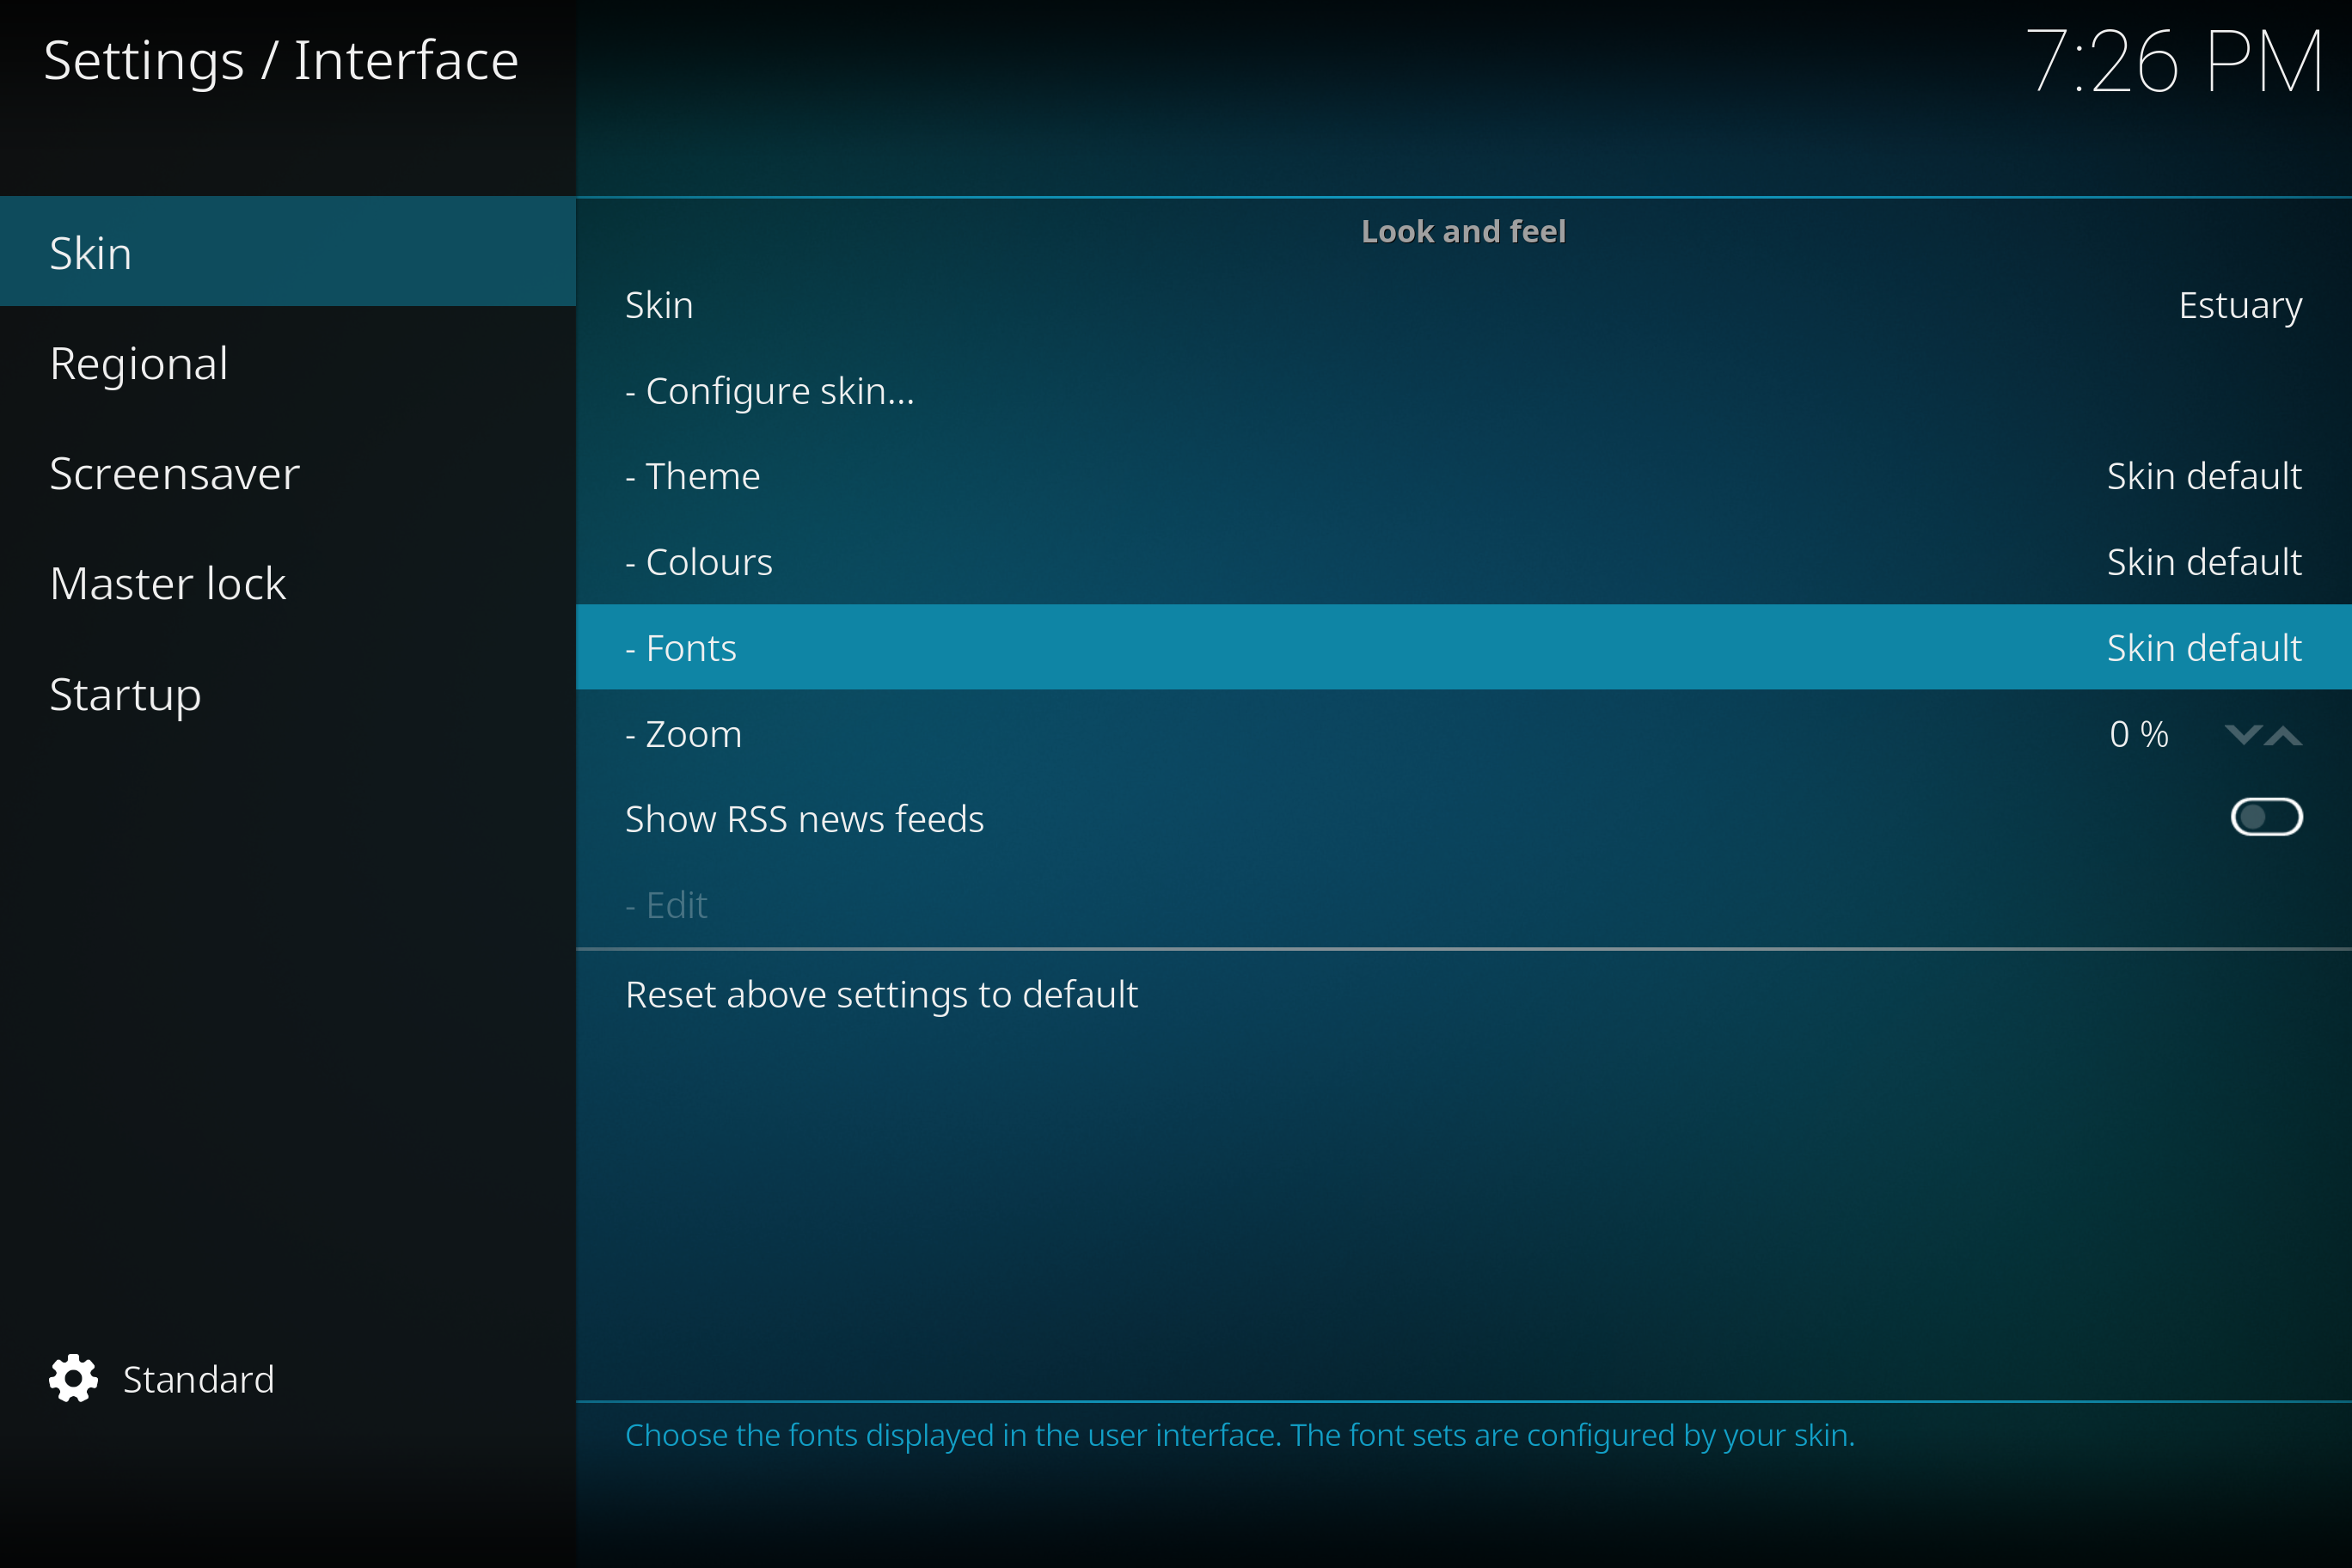 Settings / Interface
7:26 PM
Skin
Regional
Screensaver
Master lock
Startup
Standard
Look and feel
Skin Estuary
- Configure skin...
- Theme Skin default
- Colours Skin default
- Fonts Skin default
- Zoom 0 %
Show RSS news feeds
- Edit
Reset above settings to default
Choose the fonts displayed in the user interface. The font sets are configured by your skin.